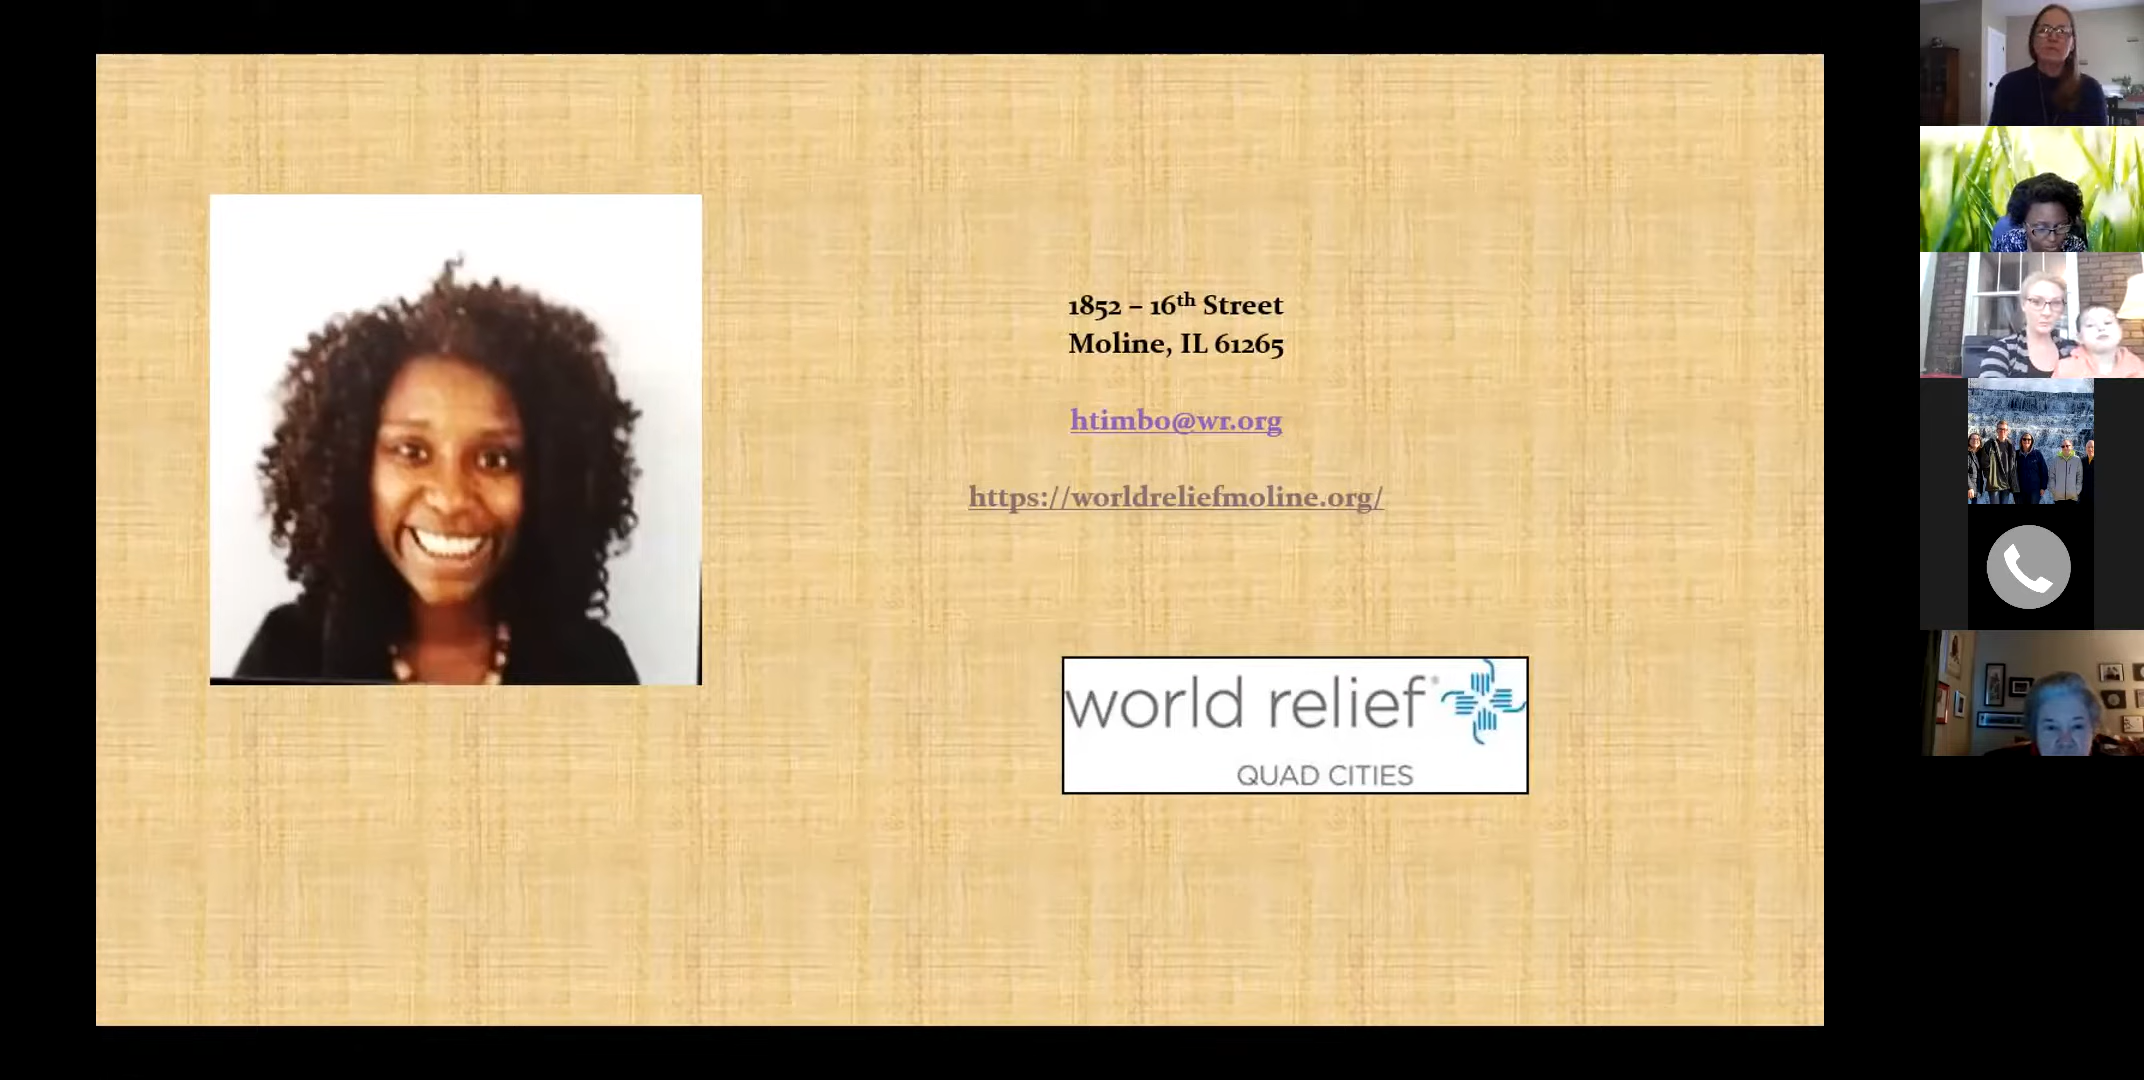 1852 – 16th Street
Moline, IL 61265
htimbo@wr.org
https://worldreliefmoline.org/
world relief®
QUAD CITIES